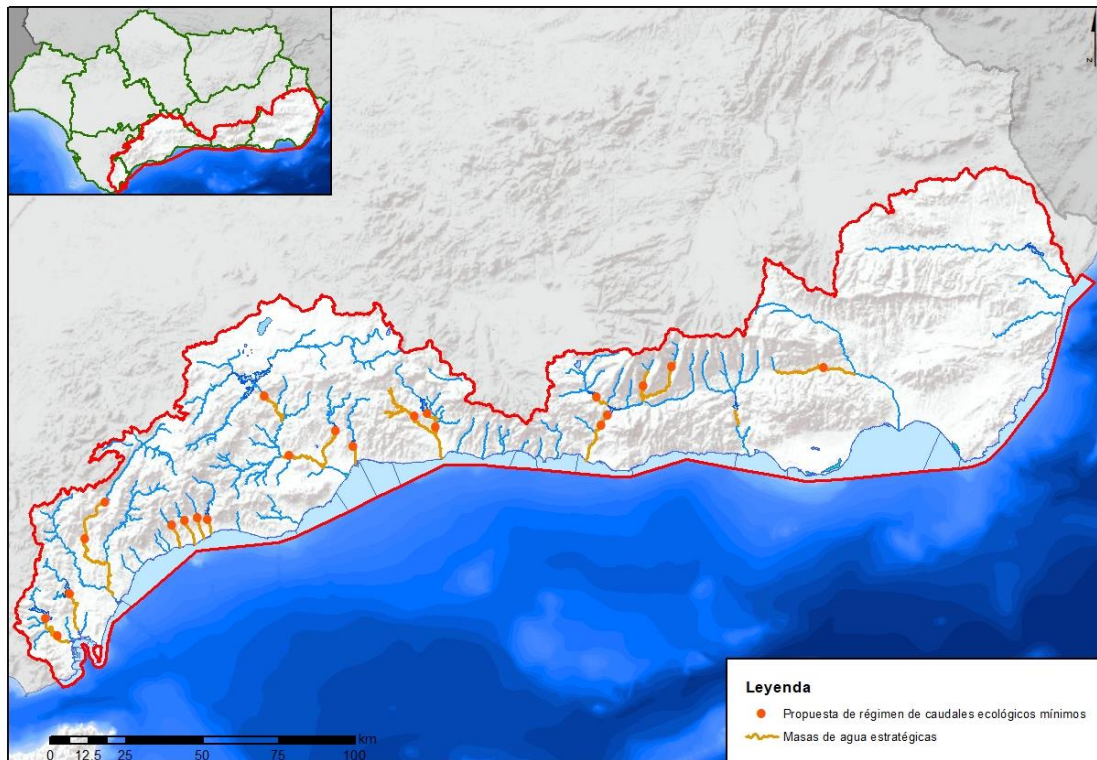 N
Leyenda
Propuesta de régimen de caudales ecológicos mínimos
Masas de agua estratégicas
km
0 12,5 25 50 75 100